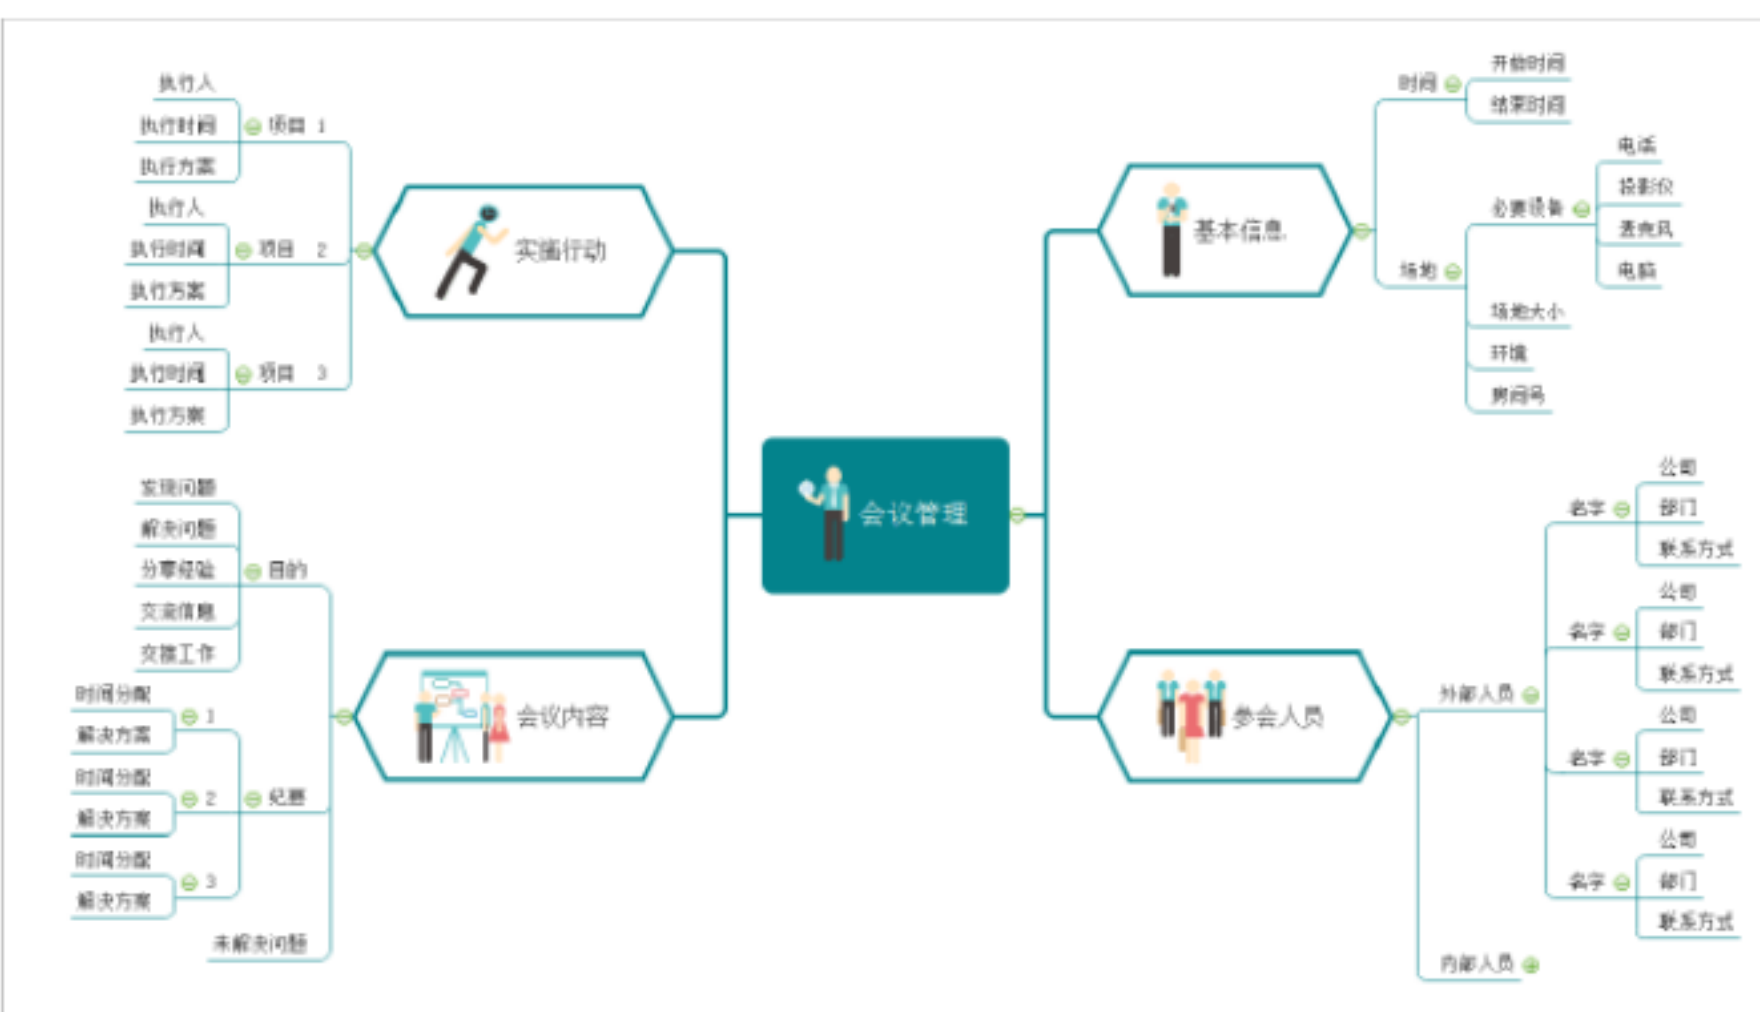 会议管理
基本信息
时间
开始时间
结束时间
场地
必要设备
电话
投影仪
麦克风
电脑
场地大小
环境
房间号
参会人员
外部人员
名字
公司
部门
联系方式
名字
公司
部门
联系方式
名字
公司
部门
联系方式
名字
公司
部门
联系方式
内部人员
实施行动
项目 1
执行人
执行时间
执行方案
项目 2
执行人
执行时间
执行方案
项目 3
执行人
执行时间
执行方案
会议内容
目的
发现问题
解决问题
分享经验
交流信息
交接工作
纪要
1
时间分配
解决方案
2
时间分配
解决方案
3
时间分配
解决方案
未解决问题